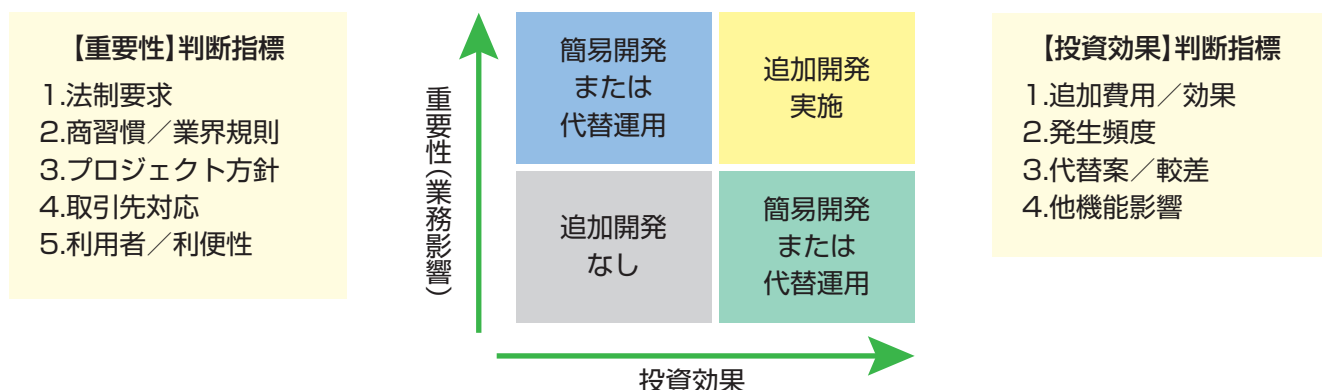 【重要性】判断指標
1.法制要求
2.商習慣／業界規則
3.プロジェクト方針
4.取引先対応
5.利用者／利便性
重要性(業務影響)
簡易開発
または
代替運用
追加開発
実施
追加開発
なし
簡易開発
または
代替運用
投資効果
【投資効果】判断指標
1.追加費用／効果
2.発生頻度
3.代替案／較差
4.他機能影響